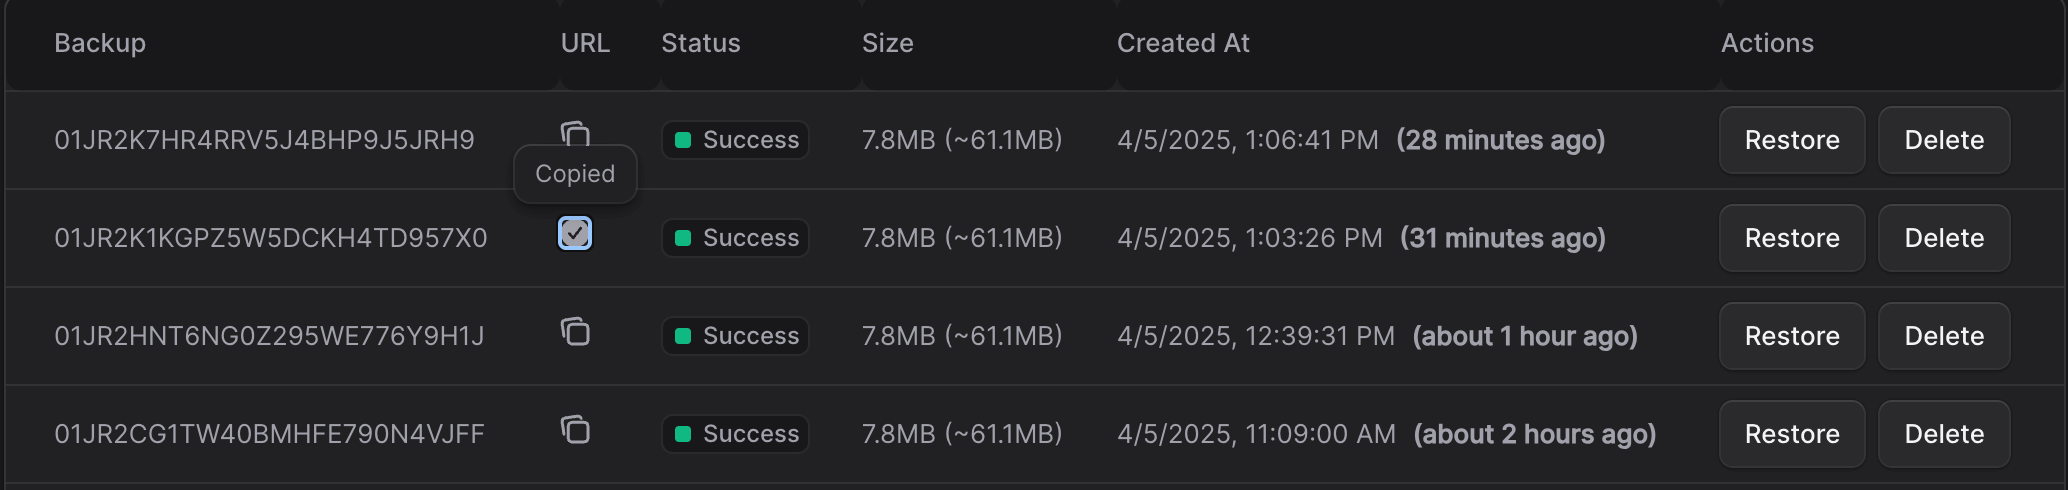 Backup URL Status Size Created At Actions
01JR2K7HR4RRV5J4BHP9J5JRH9 Success 7.8MB (~61.1MB) 4/5/2025, 1:06:41 PM (28 minutes ago) Restore Delete
Copied
01JR2K1KGPZ5W5DCKH4TD957X0 Success 7.8MB (~61.1MB) 4/5/2025, 1:03:26 PM (31 minutes ago) Restore Delete
01JR2HNT6NG0Z295WE776Y9H1J Success 7.8MB (~61.1MB) 4/5/2025, 12:39:31 PM (about 1 hour ago) Restore Delete
01JR2CG1TW40BMHFE790N4VJFF Success 7.8MB (~61.1MB) 4/5/2025, 11:09:00 AM (about 2 hours ago) Restore Delete